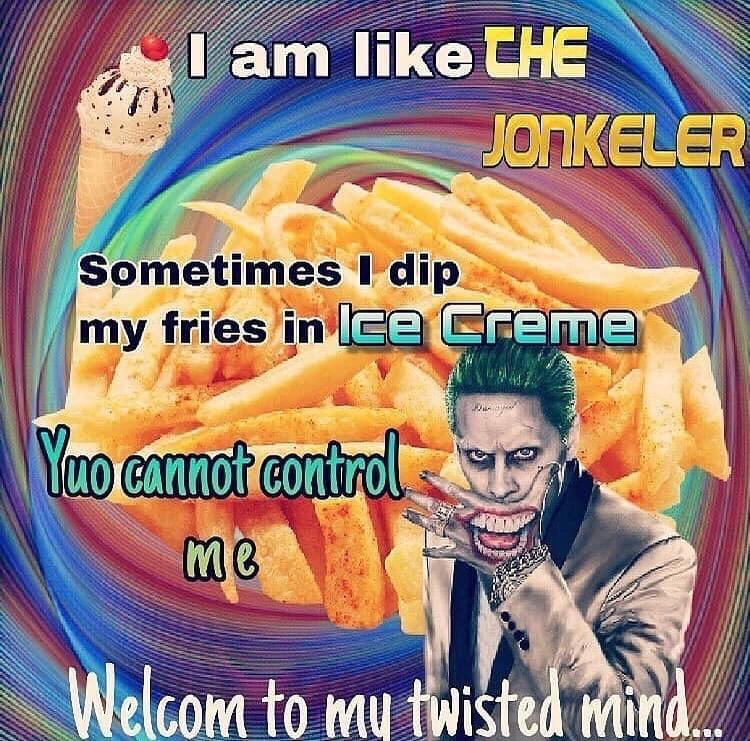 I am like THE
JONKELER
Sometimes I dip
my fries in Ice Creme
Yuo cannot control
me
Damaged
Welcom to my twisted mind...